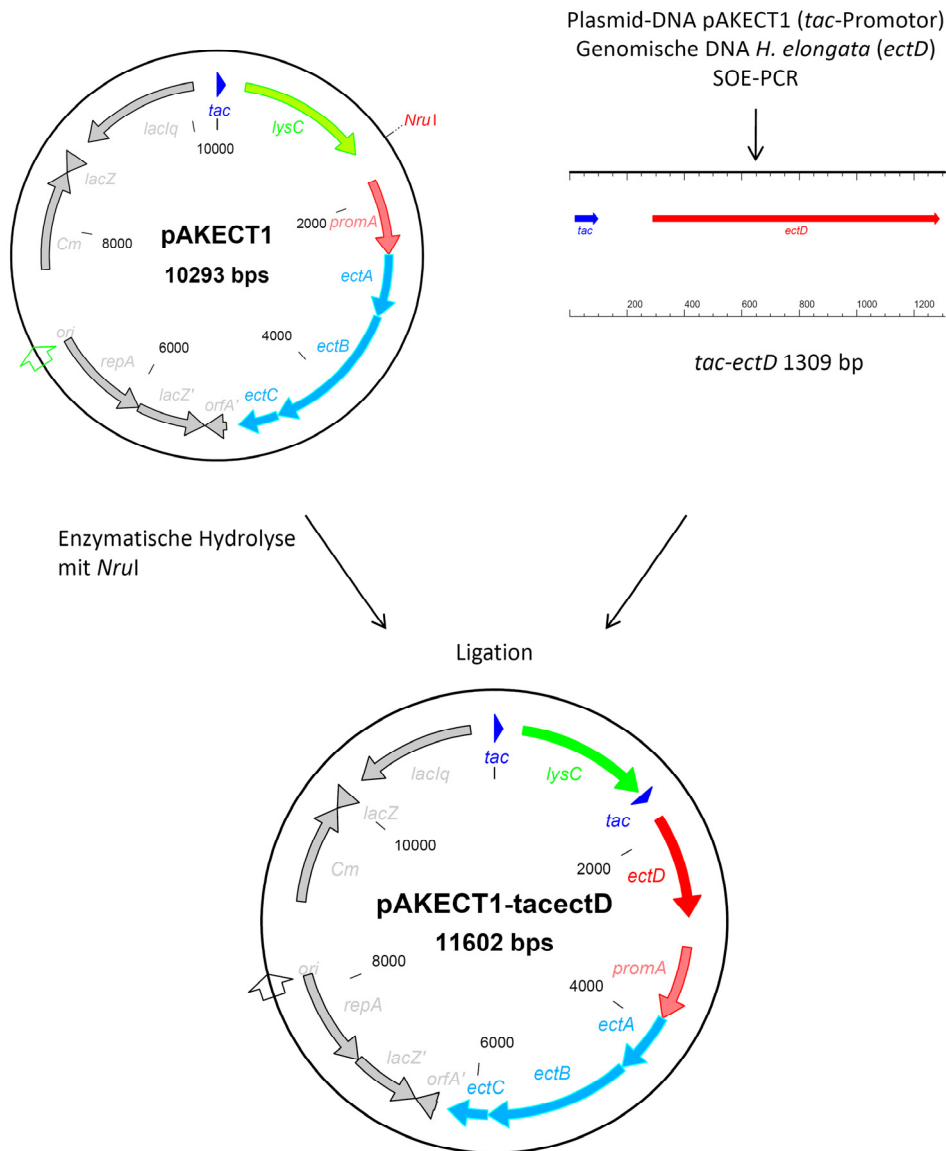 Plasmid-DNA pAKECT1 (tac-Promotor)
Genomische DNA H. elongata (ectD)
SOE-PCR
tac
lacIq
10000
lysC
NruI
lacZ
Cm
8000
pAKECT1
10293 bps
2000
promA
ectA
ori
repA
6000
lacZ'
orfA'
ectC
4000
ectB
tac
ectD
200
400
600
800
1000
1200
tac-ectD 1309 bp
Enzymatische Hydrolyse
mit NruI
Ligation
tac
lacIq
lysC
lacZ
10000
tac
Cm
2000
ectD
pAKECT1-tacectD
11602 bps
ori
8000
promA
repA
4000
ectA
lacZ'
6000
orfA'
ectC
ectB